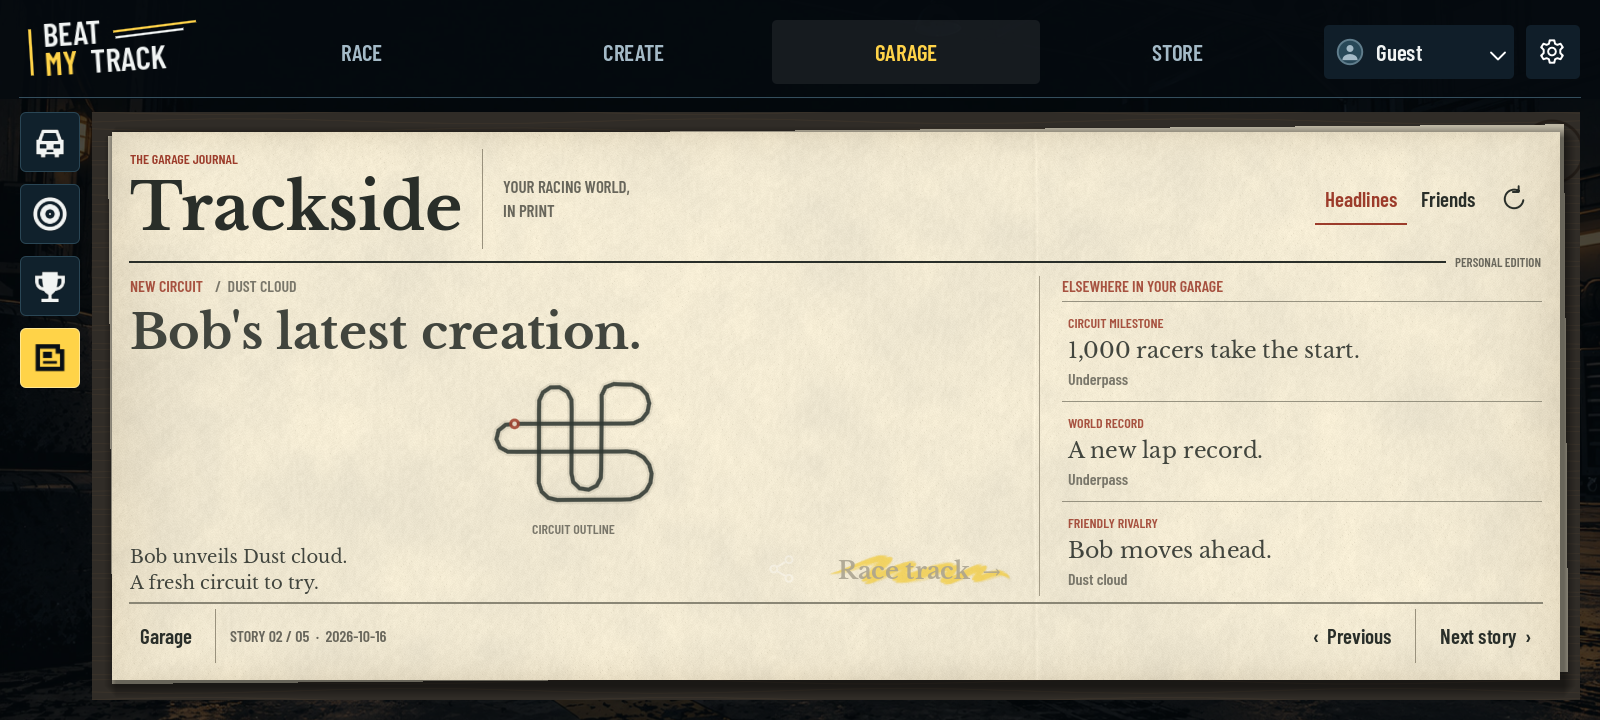 BEAT
MY TRACK
RACE
CREATE
GARAGE
STORE
Guest
THE GARAGE JOURNAL
Trackside
YOUR RACING WORLD,
IN PRINT
Headlines
Friends
PERSONAL EDITION
NEW CIRCUIT / DUST CLOUD
Bob's latest creation.
CIRCUIT OUTLINE
Bob unveils Dust cloud.
A fresh circuit to try.
Race track →
ELSEWHERE IN YOUR GARAGE
CIRCUIT MILESTONE
1,000 racers take the start.
Underpass
WORLD RECORD
A new lap record.
Underpass
FRIENDLY RIVALRY
Bob moves ahead.
Dust cloud
Garage
STORY 02 / 05 · 2026-10-16
‹ Previous
Next story ›